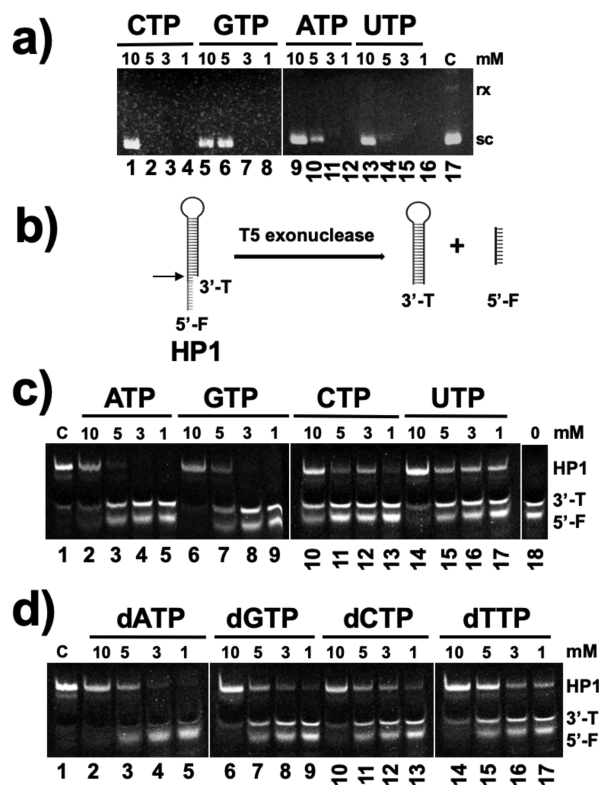 a)
CTP GTP ATP UTP
10 5 3 1 10 5 3 1 10 5 3 1 10 5 3 1 C mM
rx
sc
1 2 3 4 5 6 7 8 9 10 11 12 13 14 15 16 17
b)
T5 exonuclease
+
3'-T
5'-F
HP1
3'-T 5'-F
c)
ATP GTP CTP UTP
C 10 5 3 1 10 5 3 1 10 5 3 1 10 5 3 1 0 mM
HP1
3'-T
5'-F
1 2 3 4 5 6 7 8 9 10 11 12 13 14 15 16 17 18
d)
dATP dGTP dCTP dTTP
C 10 5 3 1 10 5 3 1 10 5 3 1 10 5 3 1 mM
HP1
3'-T
5'-F
1 2 3 4 5 6 7 8 9 10 11 12 13 14 15 16 17